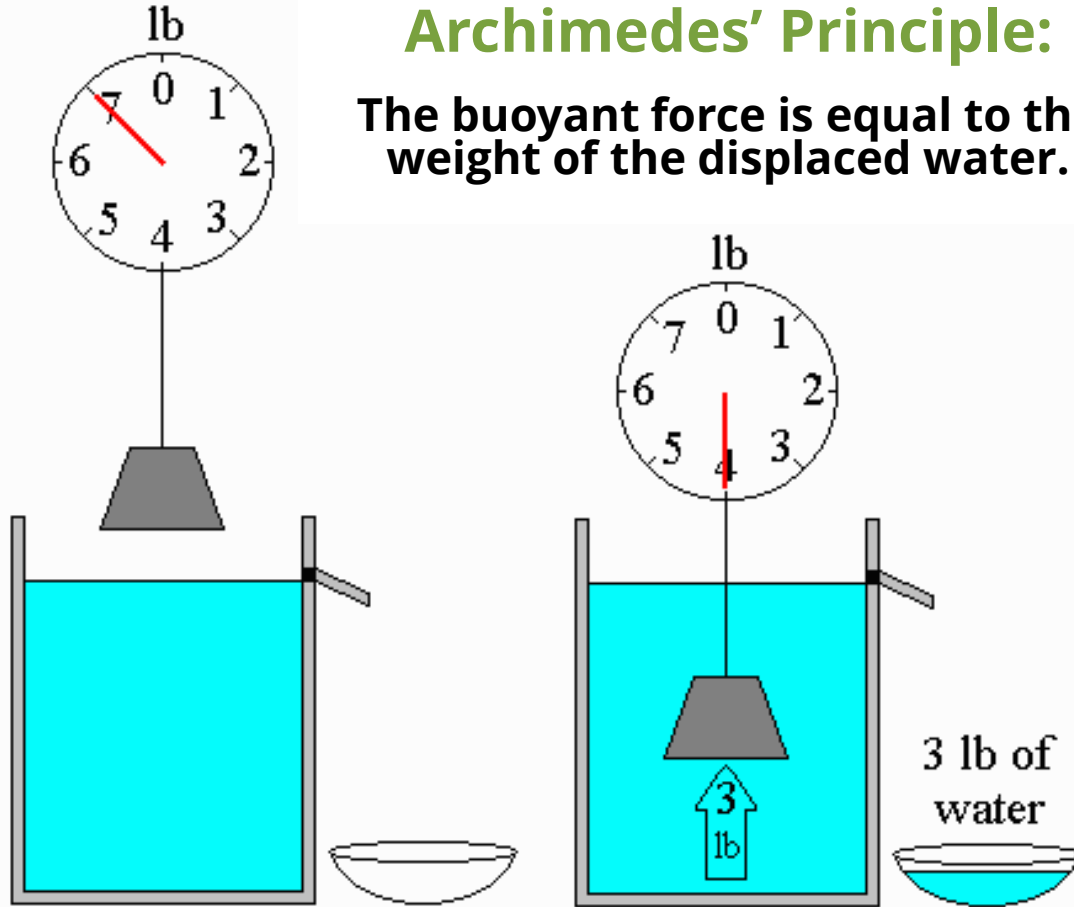 Archimedes’ Principle:
The buoyant force is equal to th
weight of the displaced water.
lb
0
1
2
3
4
5
6
7
lb
0
1
2
3
4
5
6
7
3
lb
3 lb of
water